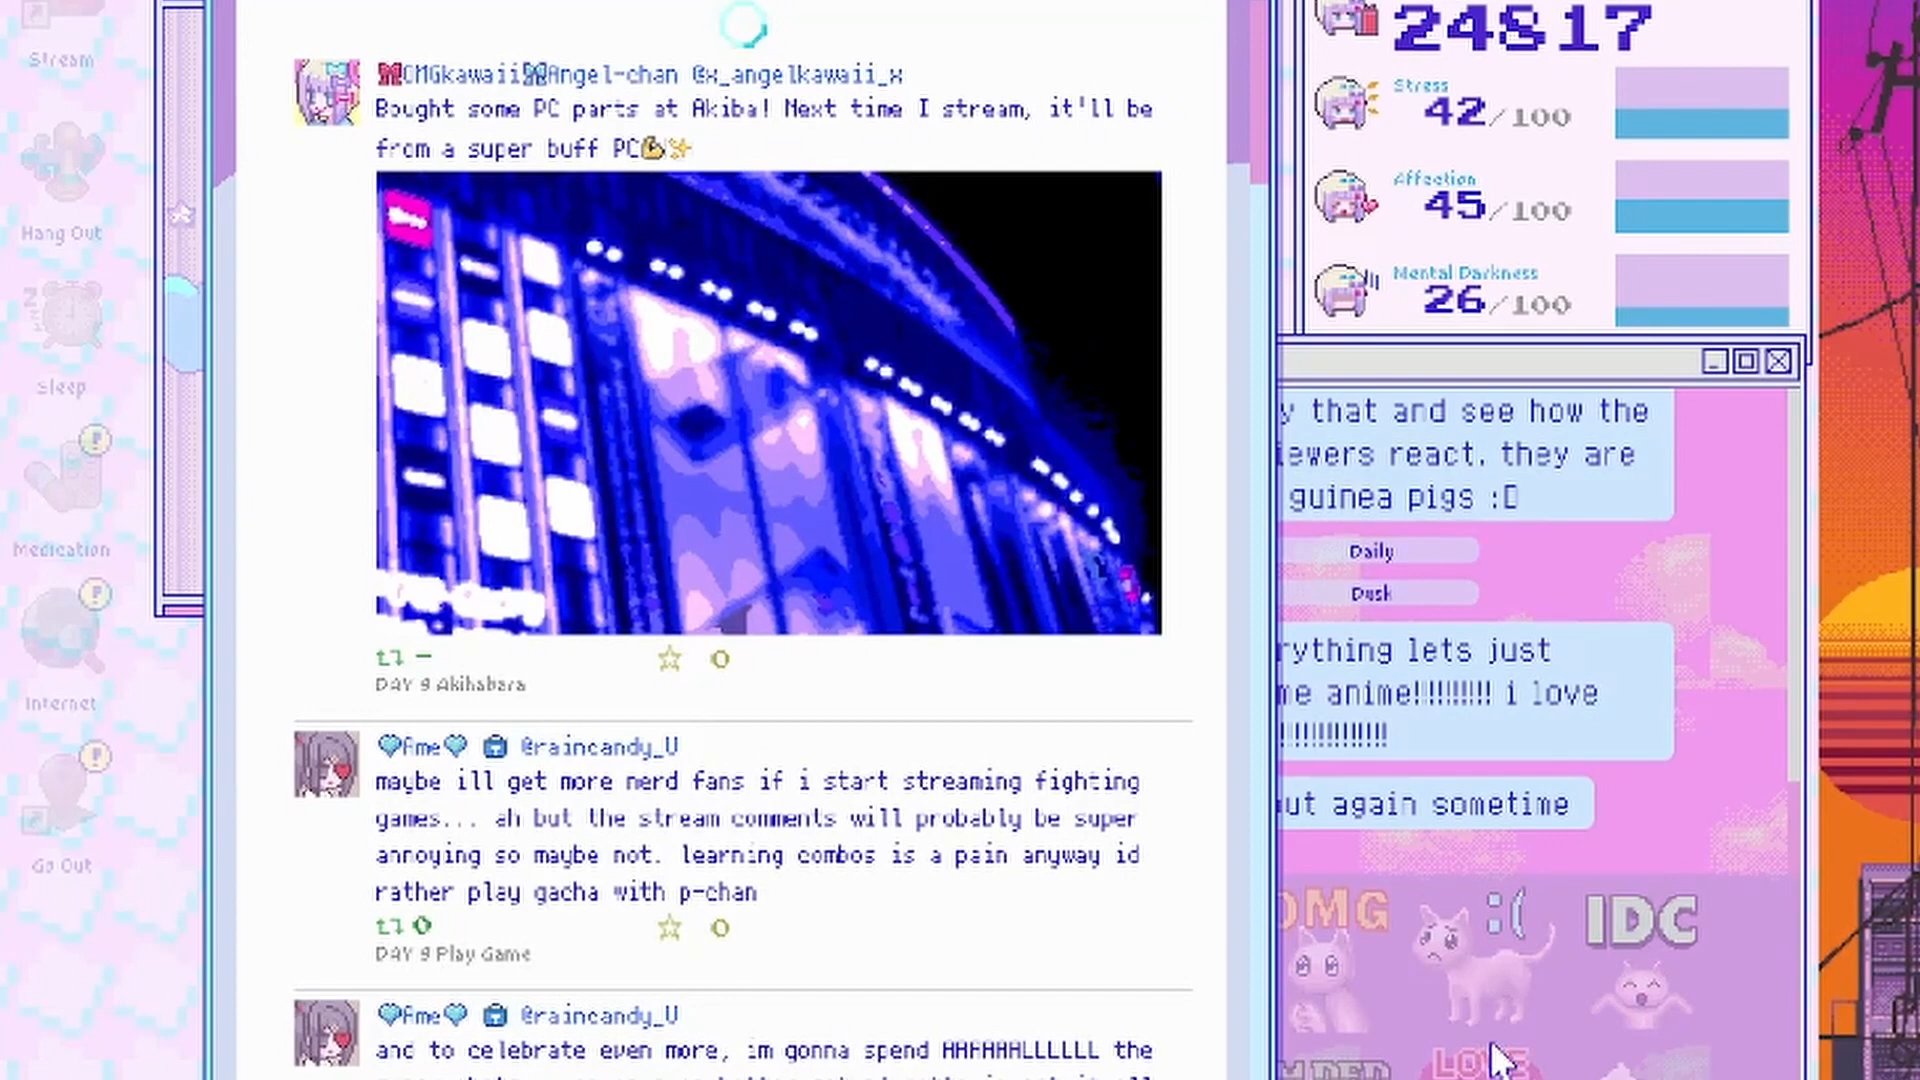 Stream
Hang Out
Sleep
Medication
Internet
Go Out
OMGkawaii Angel-chan @x_angelkawaii_x
Bought some PC parts at Akiba! Next time I stream, it'll be
from a super buff PC💪✨
–
0
DAY 9 Akihabara
💙Ame💙 @raincandy_U
maybe ill get more nerd fans if i start streaming fighting
games... ah but the stream comments will probably be super
annoying so maybe not. learning combos is a pain anyway id
rather play gacha with p-chan
0
0
DAY 9 Play Game
💙Ame💙 @raincandy_U
and to celebrate even more, im gonna spend AAAAAALLLLLL the
24817
Stress
42/100
Affection
45/100
Mental Darkness
26/100
y that and see how the
iewers react. they are
guinea pigs :D
Daily
Dusk
rything lets just
me anime!!!!!!!!! i love
!!!!!!!!!!!!!
ut again sometime
OMG
:(
IDC
LOVE